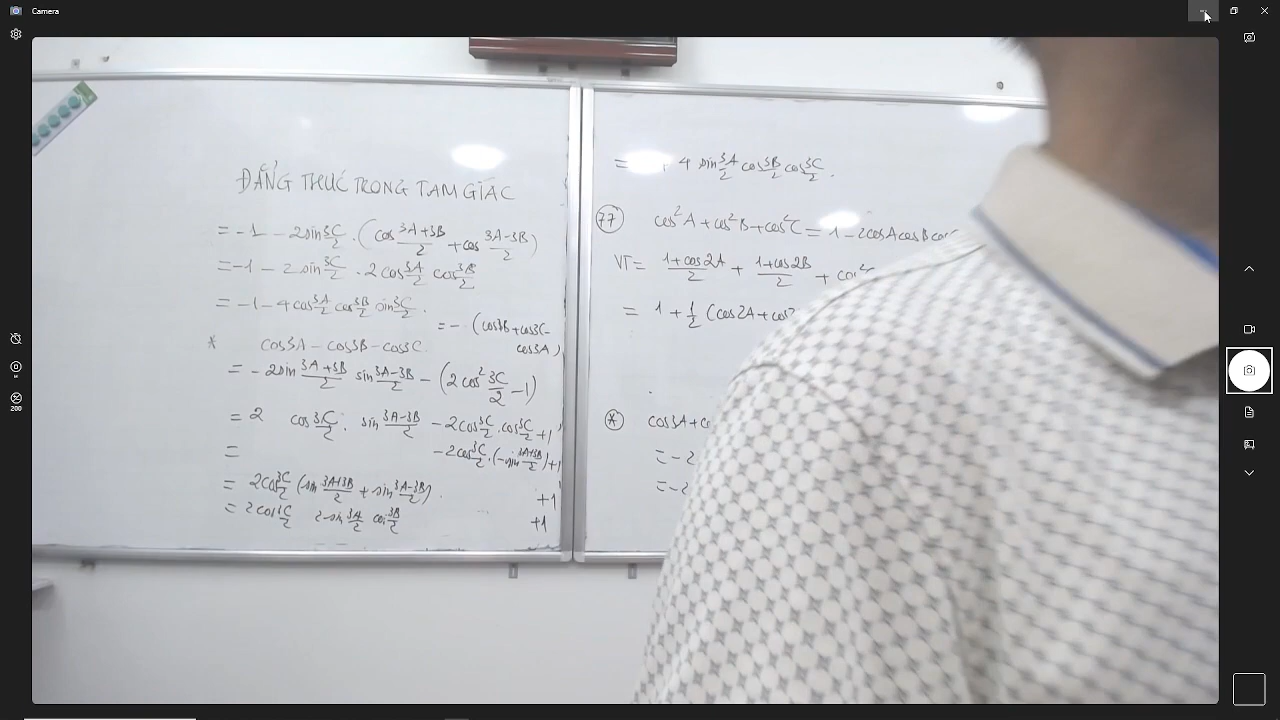 Camera
ĐẲNG THỨC TRONG TAM GIÁC
= -1 - 2sin 3C/2 . (cos (3A+3B)/2 + cos (3A-3B)/2)
= -1 - 2 sin 3C/2 . 2cos 3A/2 cos 3B/2
= -1 - 4cos 3A/2 cos 3B/2 sin 3C/2 .
= - (cos3B + cos3C -
cos3A)
* cos3A - cos3B - cos3C.
= - 2sin (3A+3B)/2 sin (3A-3B)/2 - (2cos² 3C/2 - 1)
= 2 cos 3C/2 . sin (3A-3B)/2 - 2cos 3C/2 . cos 3C/2 + 1
= - 2cos 3C/2 . (-sin (3A+3B)/2) + 1
= 2cos 3C/2 (sin (3A+3B)/2 + sin (3A-3B)/2) . +1
= 2cos 3C/2 2sin 3A/2 cos 3B/2 +1
= 4 sin 3A/2 cos 3B/2 cos 3C/2 .
77 cos²A + cos²B + cos²C = 1 - 2cosA cosB cos
VT = (1+cos2A)/2 + (1+cos2B)/2 + cos²
= 1 + 1/2 (cos2A + cos2
* cos3A + c
= -2
= -2
200